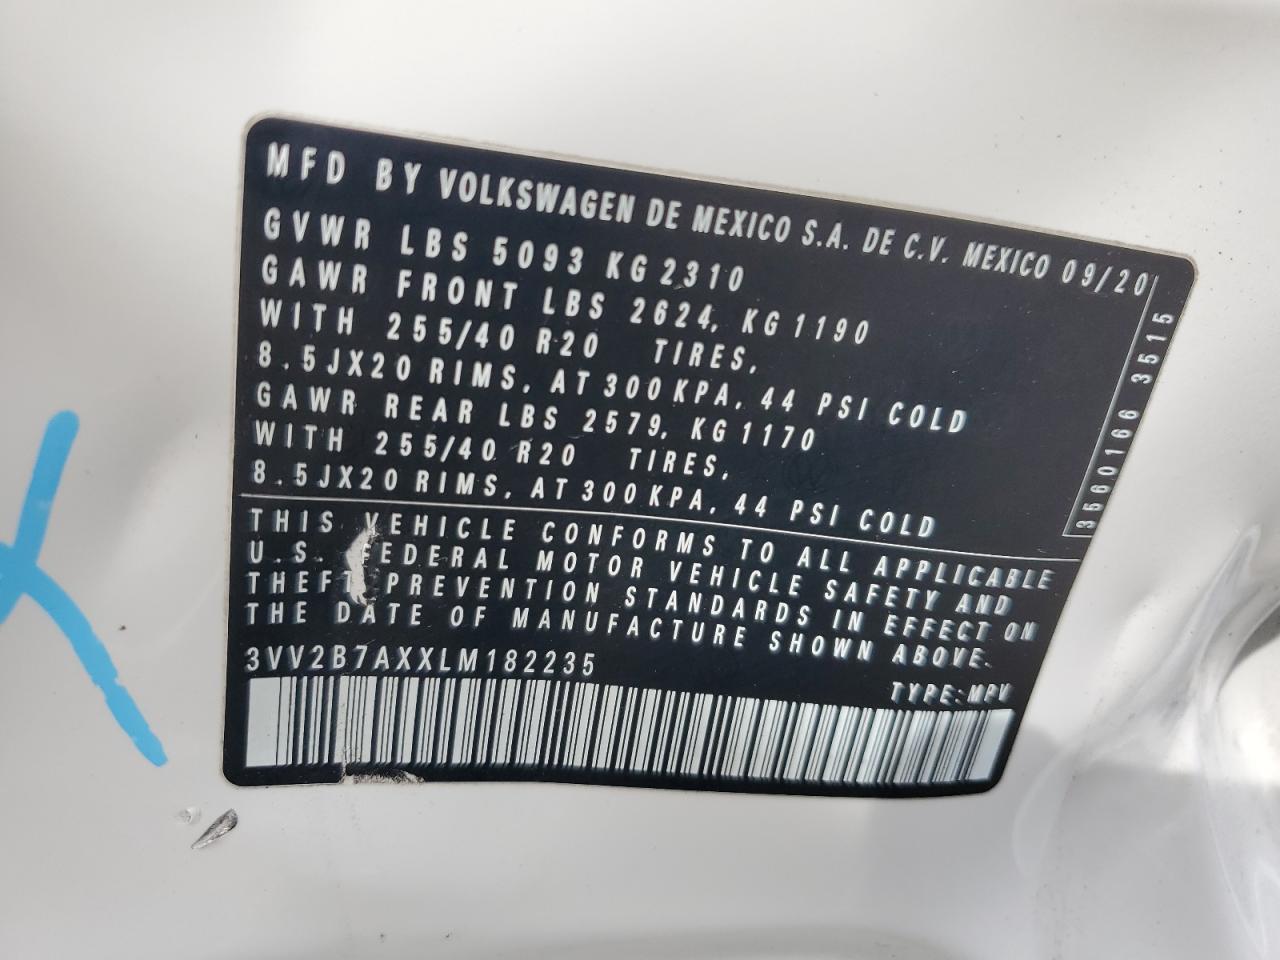 MFD BY VOLKSWAGEN DE MEXICO S.A. DE C.V. MEXICO 09/20
GVWR LBS 5093 KG 2310
GAWR FRONT LBS 2624, KG 1190
WITH 255/40 R20 TIRES,
8.5JX20 RIMS, AT 300 KPA, 44 PSI COLD
GAWR REAR LBS 2579, KG 1170
WITH 255/40 R20 TIRES,
8.5JX20 RIMS, AT 300 KPA, 44 PSI COLD
3560166 3515
THIS VEHICLE CONFORMS TO ALL APPLICABLE
U.S. FEDERAL MOTOR VEHICLE SAFETY AND
THEFT PREVENTION STANDARDS IN EFFECT ON
THE DATE OF MANUFACTURE SHOWN ABOVE.
3VV2B7AXXLM182235
TYPE: MPV